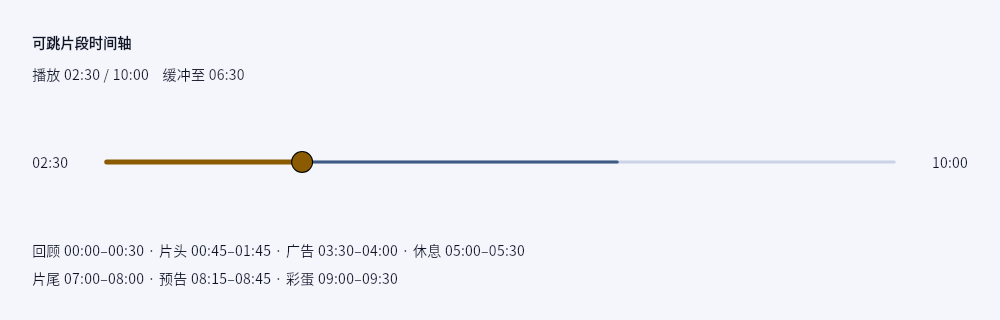 可跳片段时间轴
播放 02:30 / 10:00 缓冲至 06:30
02:30 10:00
回顾 00:00–00:30 · 片头 00:45–01:45 · 广告 03:30–04:00 · 休息 05:00–05:30
片尾 07:00–08:00 · 预告 08:15–08:45 · 彩蛋 09:00–09:30